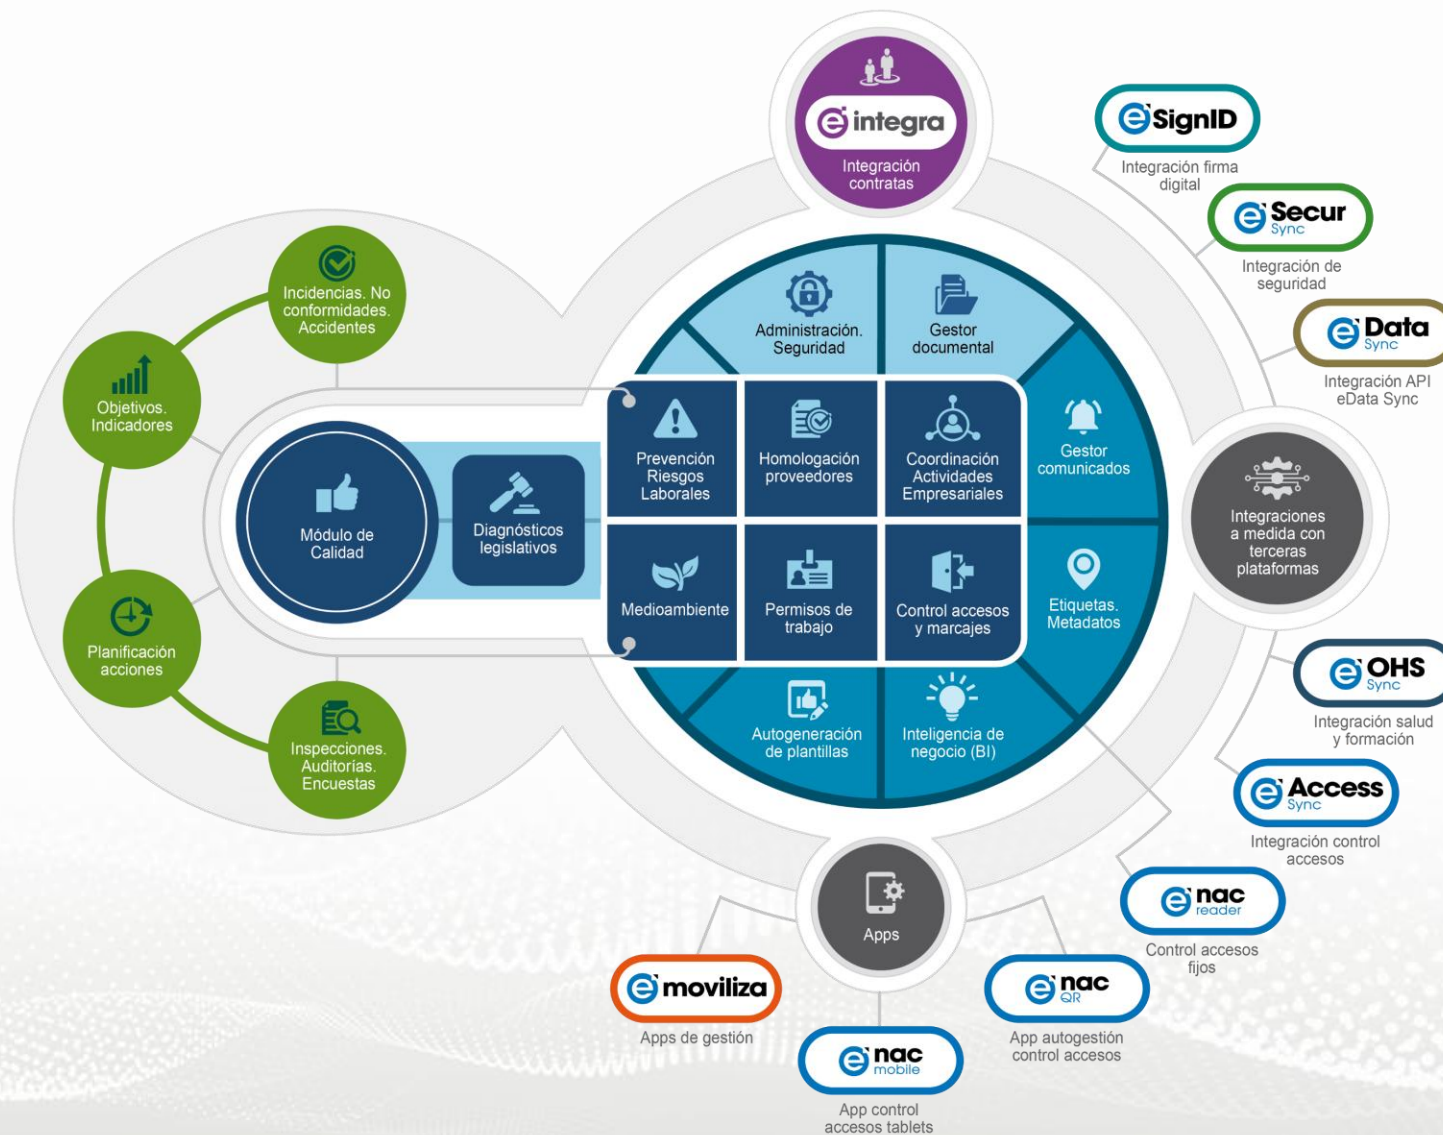 e integra
Integración
contratas
eSignID
Integración firma
digital
e Secur
Sync
Integración de
seguridad
e Data
Sync
Integración API
eData Sync
Incidencias. No
conformidades.
Accidentes
Objetivos.
Indicadores
Planificación
acciones
Inspecciones.
Auditorías.
Encuestas
Módulo de
Calidad
Diagnósticos
legislativos
Administración.
Seguridad
Gestor
documental
Gestor
comunicados
Etiquetas.
Metadatos
Prevención
Riesgos
Laborales
Homologación
proveedores
Coordinación
Actividades
Empresariales
Medioambiente
Permisos de
trabajo
Control accesos
y marcajes
Autogeneración
de plantillas
Inteligencia de
negocio (BI)
Integraciones
a medida con
terceras
plataformas
e OHS
Sync
Integración salud
y formación
e Access
Sync
Integración control
accesos
e nac
reader
Control accesos
fijos
Apps
e moviliza
Apps de gestión
e nac
mobile
App control
accesos tablets
e nac
QR
App autogestión
control accesos